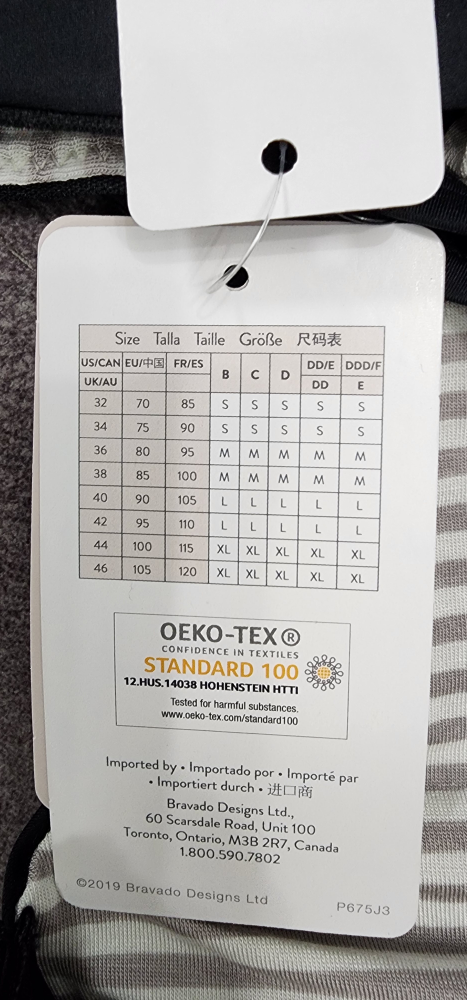 Size Talla Taille Größe 尺码表
US/CAN EU/中国 FR/ES B C D DD/E DDD/F
UK/AU DD E
32 70 85 S S S S S
34 75 90 S S S S S
36 80 95 M M M M M
38 85 100 M M M M M
40 90 105 L L L L L
42 95 110 L L L L L
44 100 115 XL XL XL XL XL
46 105 120 XL XL XL XL XL
OEKO-TEX®
CONFIDENCE IN TEXTILES
STANDARD 100
12.HUS.14038 HOHENSTEIN HTTI
Tested for harmful substances.
www.oeko-tex.com/standard100
Imported by • Importado por • Importé par
• Importiert durch • 进口商
Bravado Designs Ltd.,
60 Scarsdale Road, Unit 100
Toronto, Ontario, M3B 2R7, Canada
1.800.590.7802
©2019 Bravado Designs Ltd P675J3